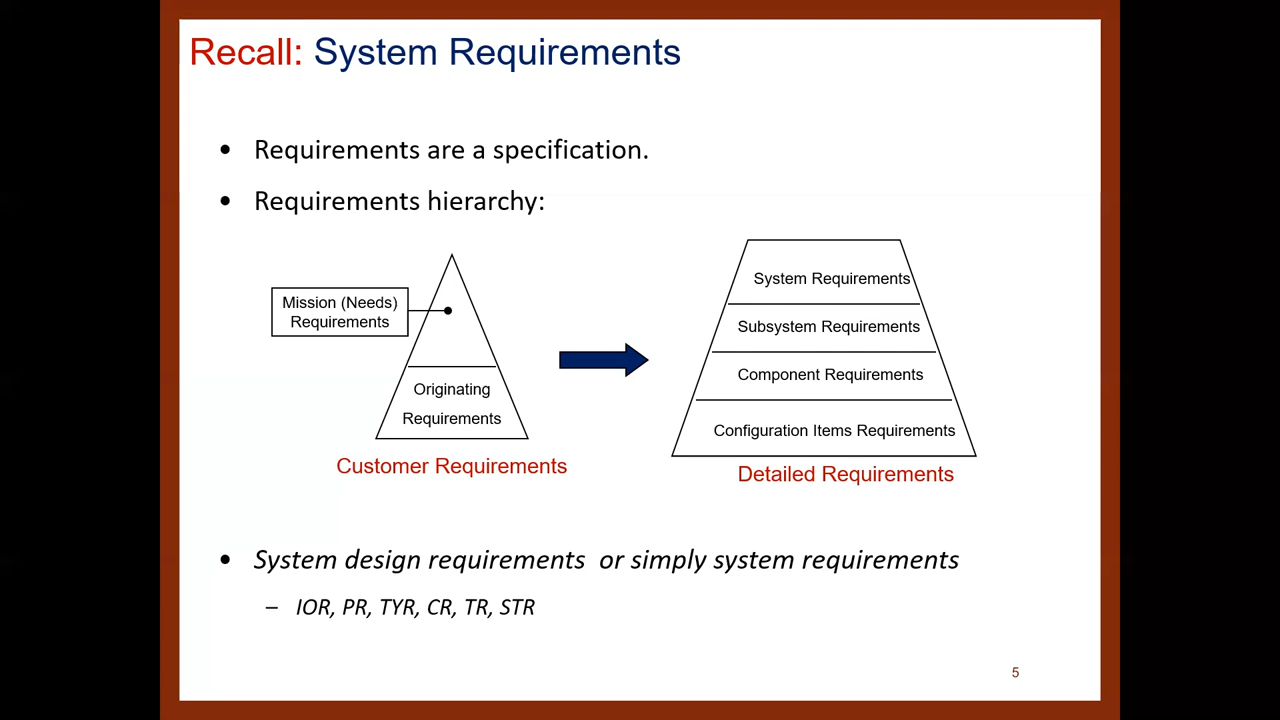 Recall: System Requirements
• Requirements are a specification.
• Requirements hierarchy:
Mission (Needs)
Requirements
Originating
Requirements
Customer Requirements
System Requirements
Subsystem Requirements
Component Requirements
Configuration Items Requirements
Detailed Requirements
• System design requirements or simply system requirements
– IOR, PR, TYR, CR, TR, STR
5